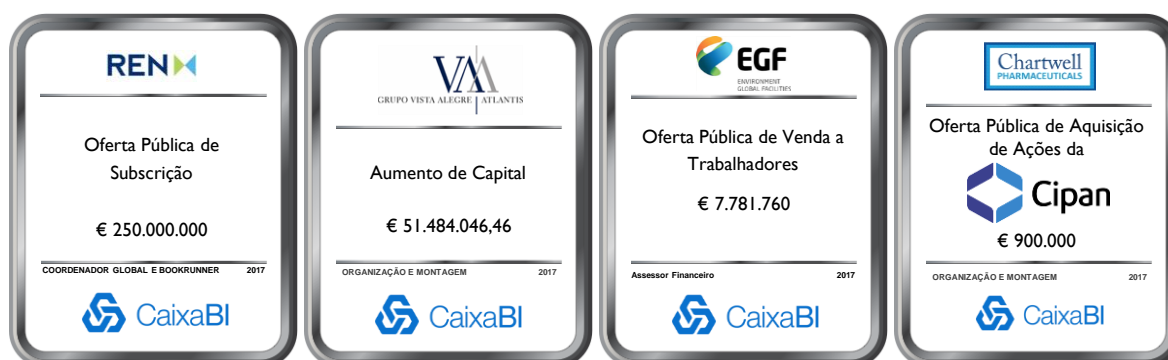 REN
Oferta Pública de
Subscrição
€ 250.000.000
COORDENADOR GLOBAL E BOOKRUNNER 2017
CaixaBI
VAA
GRUPO VISTA ALEGRE | ATLANTIS
Aumento de Capital
€ 51.484.046,46
ORGANIZAÇÃO E MONTAGEM 2017
CaixaBI
EGF
ENVIRONMENT
GLOBAL FACILITIES
Oferta Pública de Venda a
Trabalhadores
€ 7.781.760
Assessor Financeiro 2017
CaixaBI
Chartwell
PHARMACEUTICALS
Oferta Pública de Aquisição
de Ações da
Cipan
€ 900.000
ORGANIZAÇÃO E MONTAGEM 2017
CaixaBI